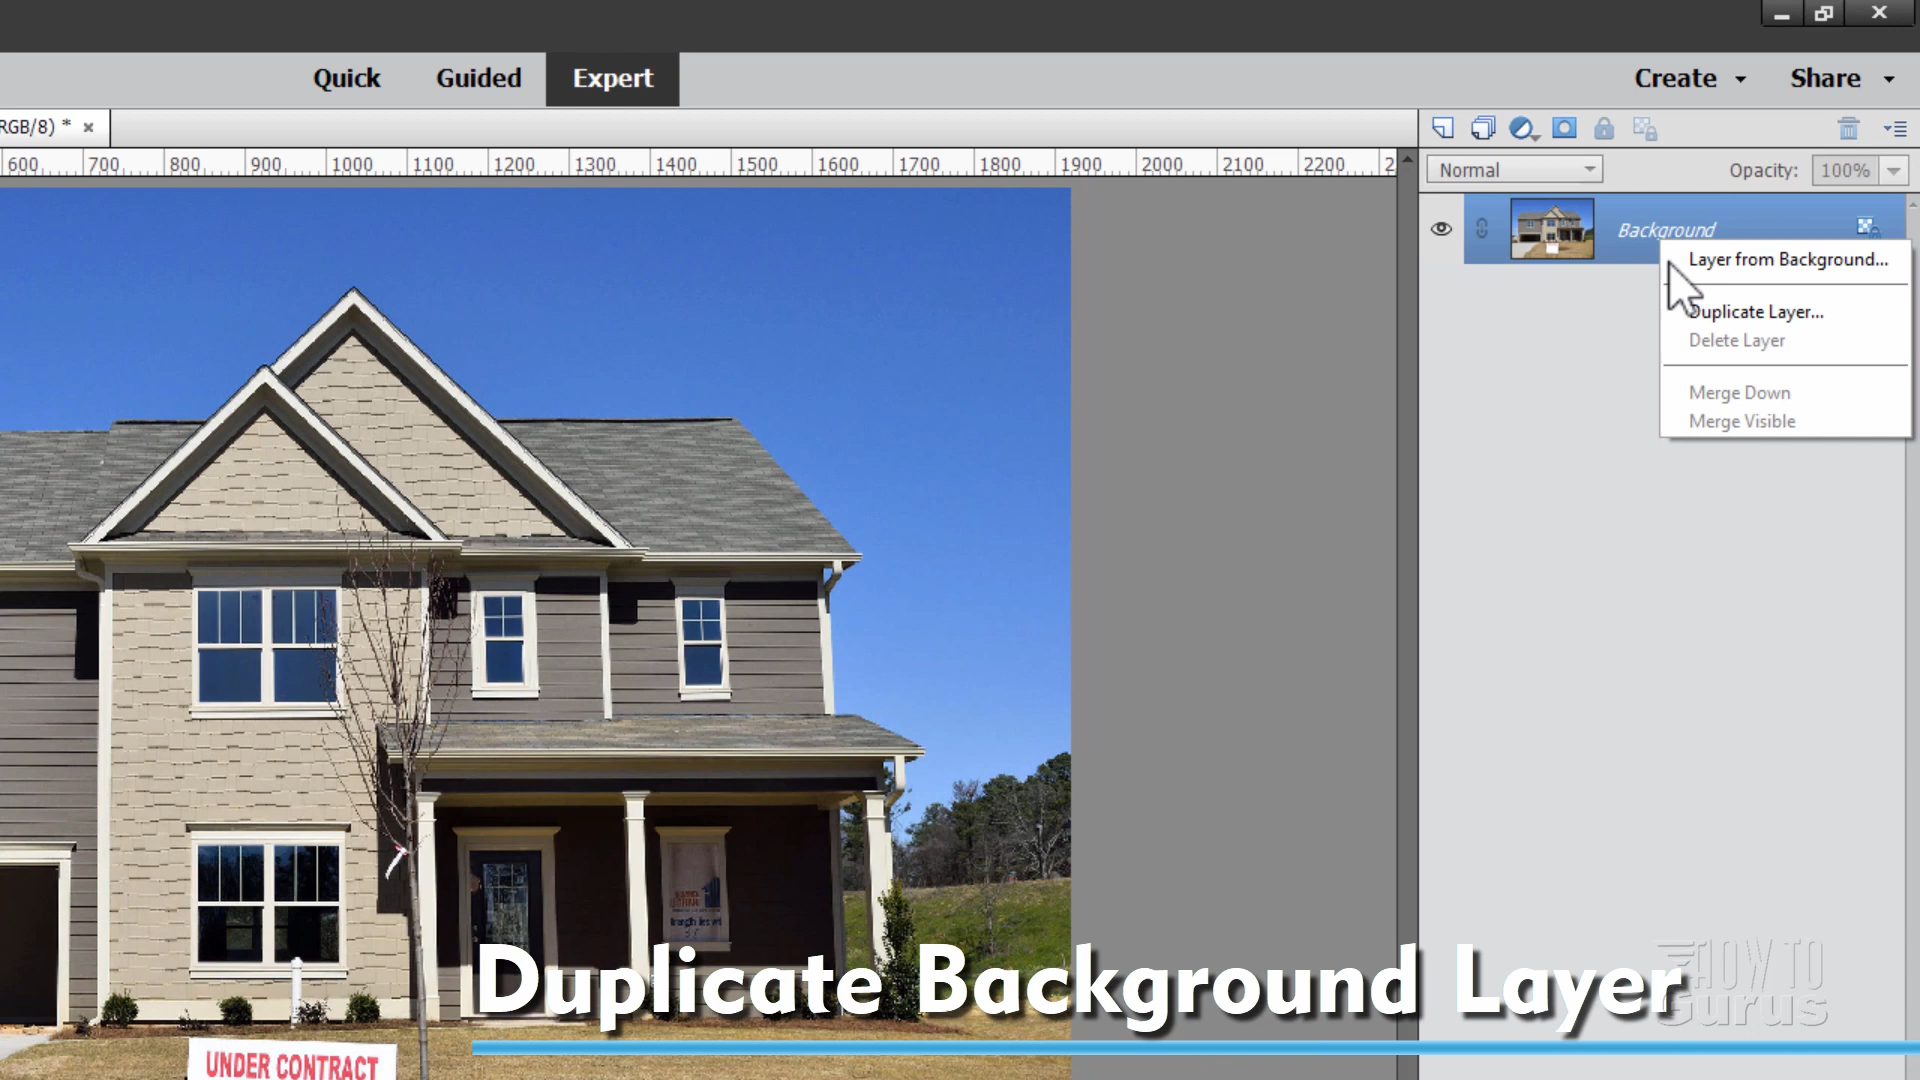 Quick Guided Expert Create Share
RGB/8) * ×
600 700 800 900 1000 1100 1200 1300 1400 1500 1600 1700 1800 1900 2000 2100 2200 2
Normal Opacity: 100%
Background
Layer from Background...
Duplicate Layer...
Delete Layer
Merge Down
Merge Visible
Duplicate Background Layer
HOW TO
Gurus
UNDER CONTRACT